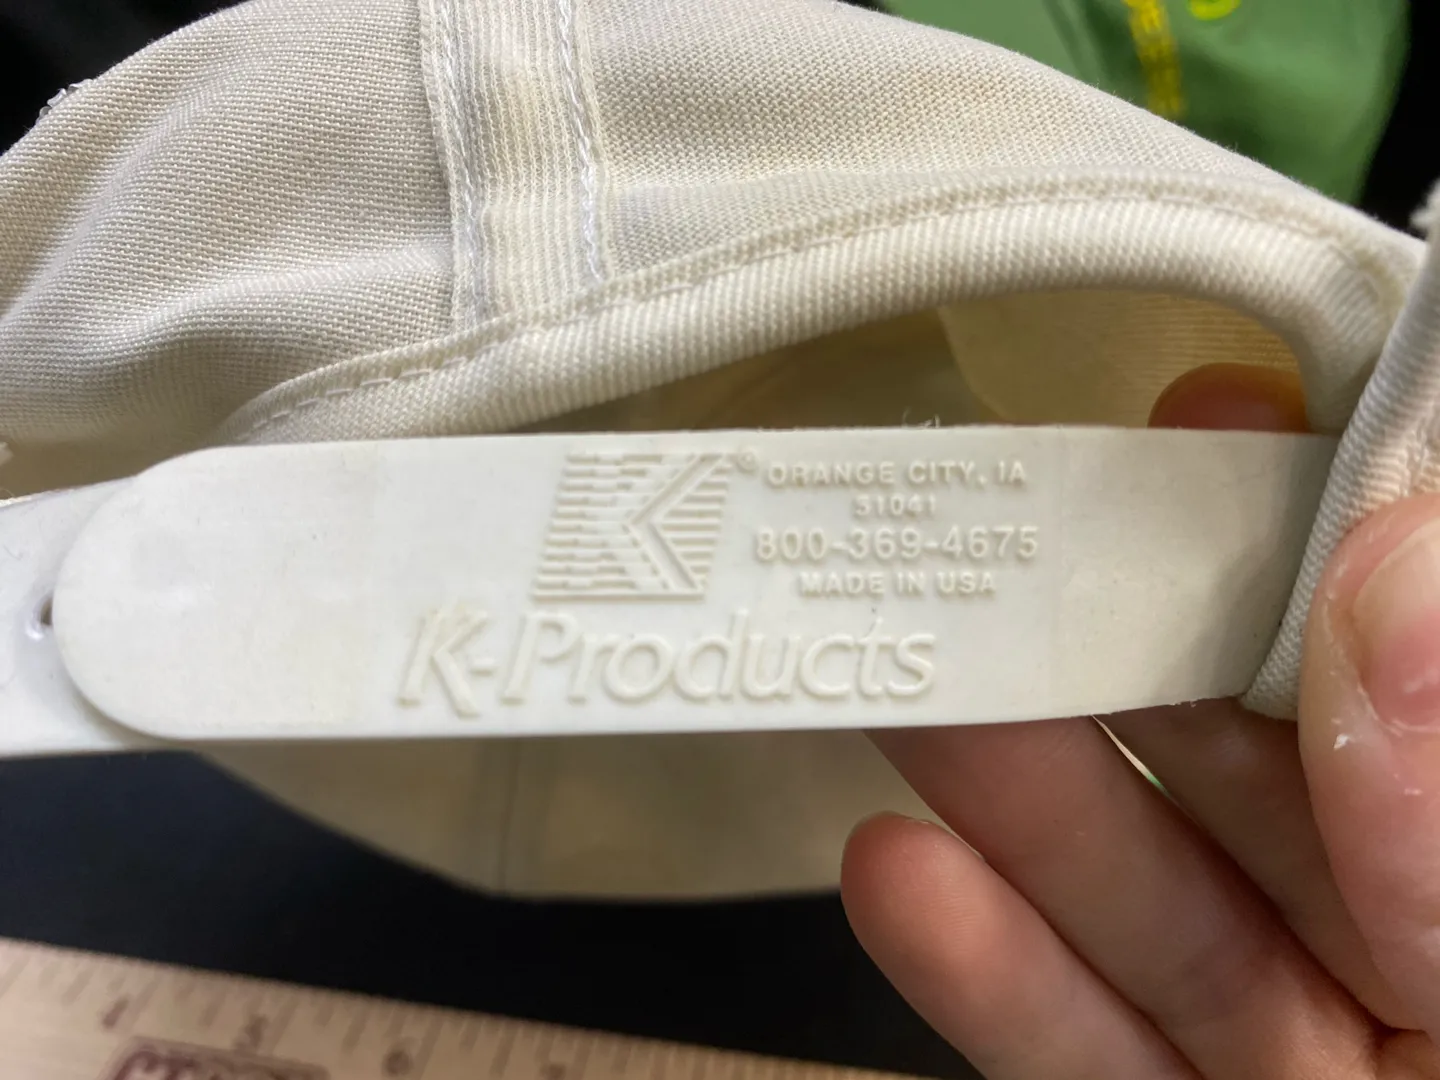 K®
ORANGE CITY, IA
51041
800-369-4675
MADE IN USA
K-Products